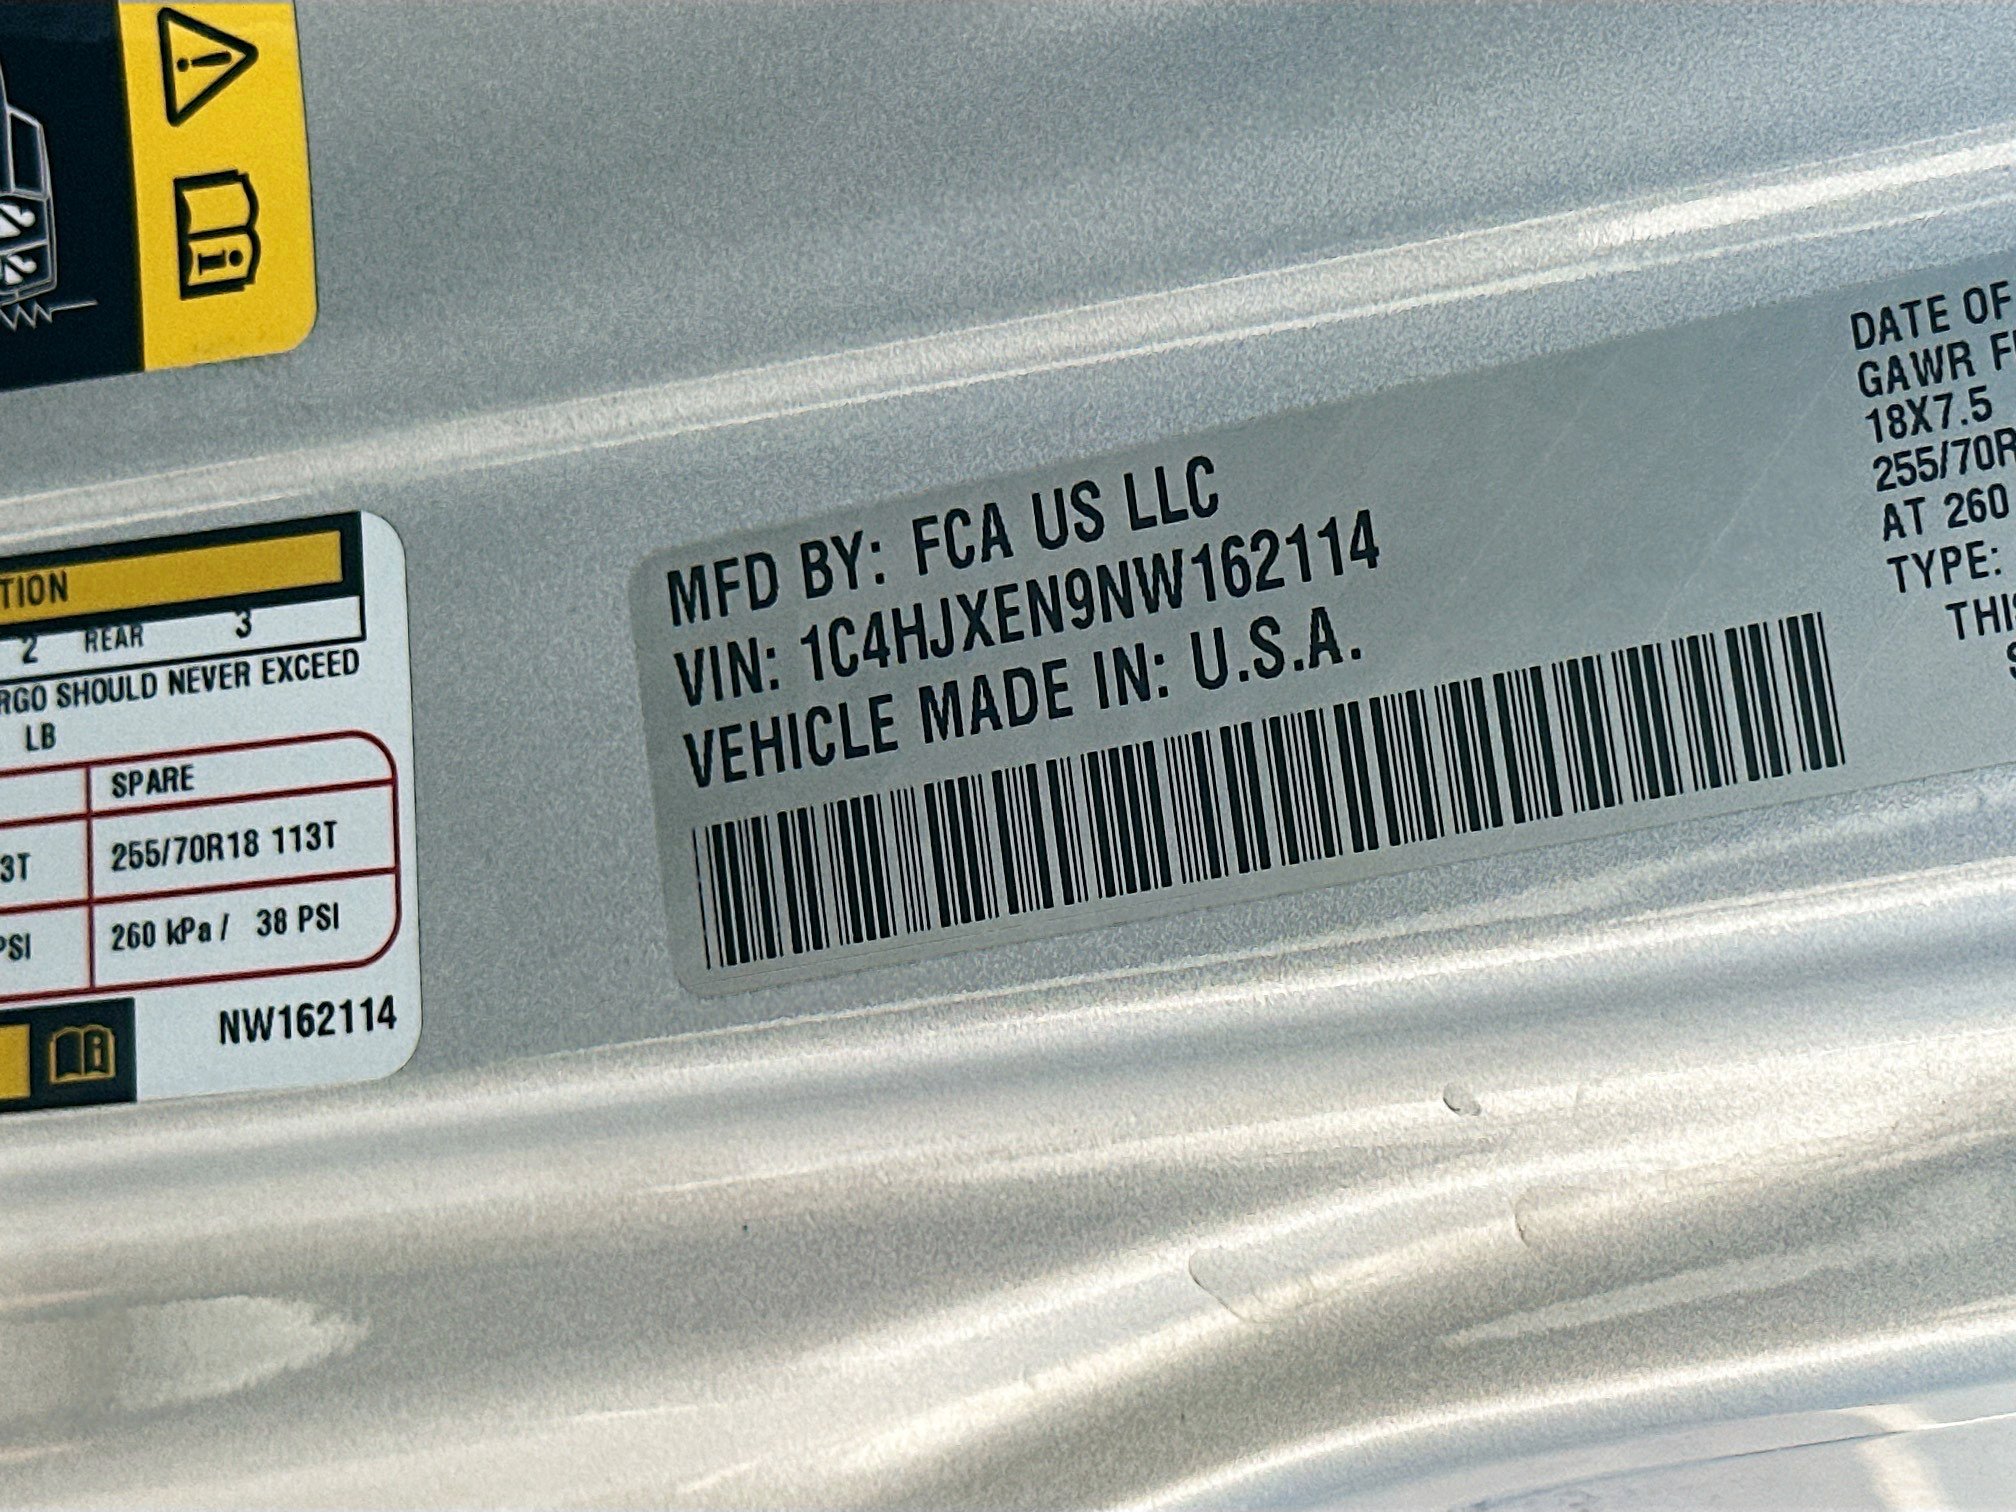 TION
2 REAR 3
RGO SHOULD NEVER EXCEED
LB
SPARE
3T 255/70R18 113T
PSI 260 kPa / 38 PSI
NW162114
MFD BY: FCA US LLC
VIN: 1C4HJXEN9NW162114
VEHICLE MADE IN: U.S.A.
DATE OF
GAWR
18X7.5
255/70R
AT 260
TYPE: